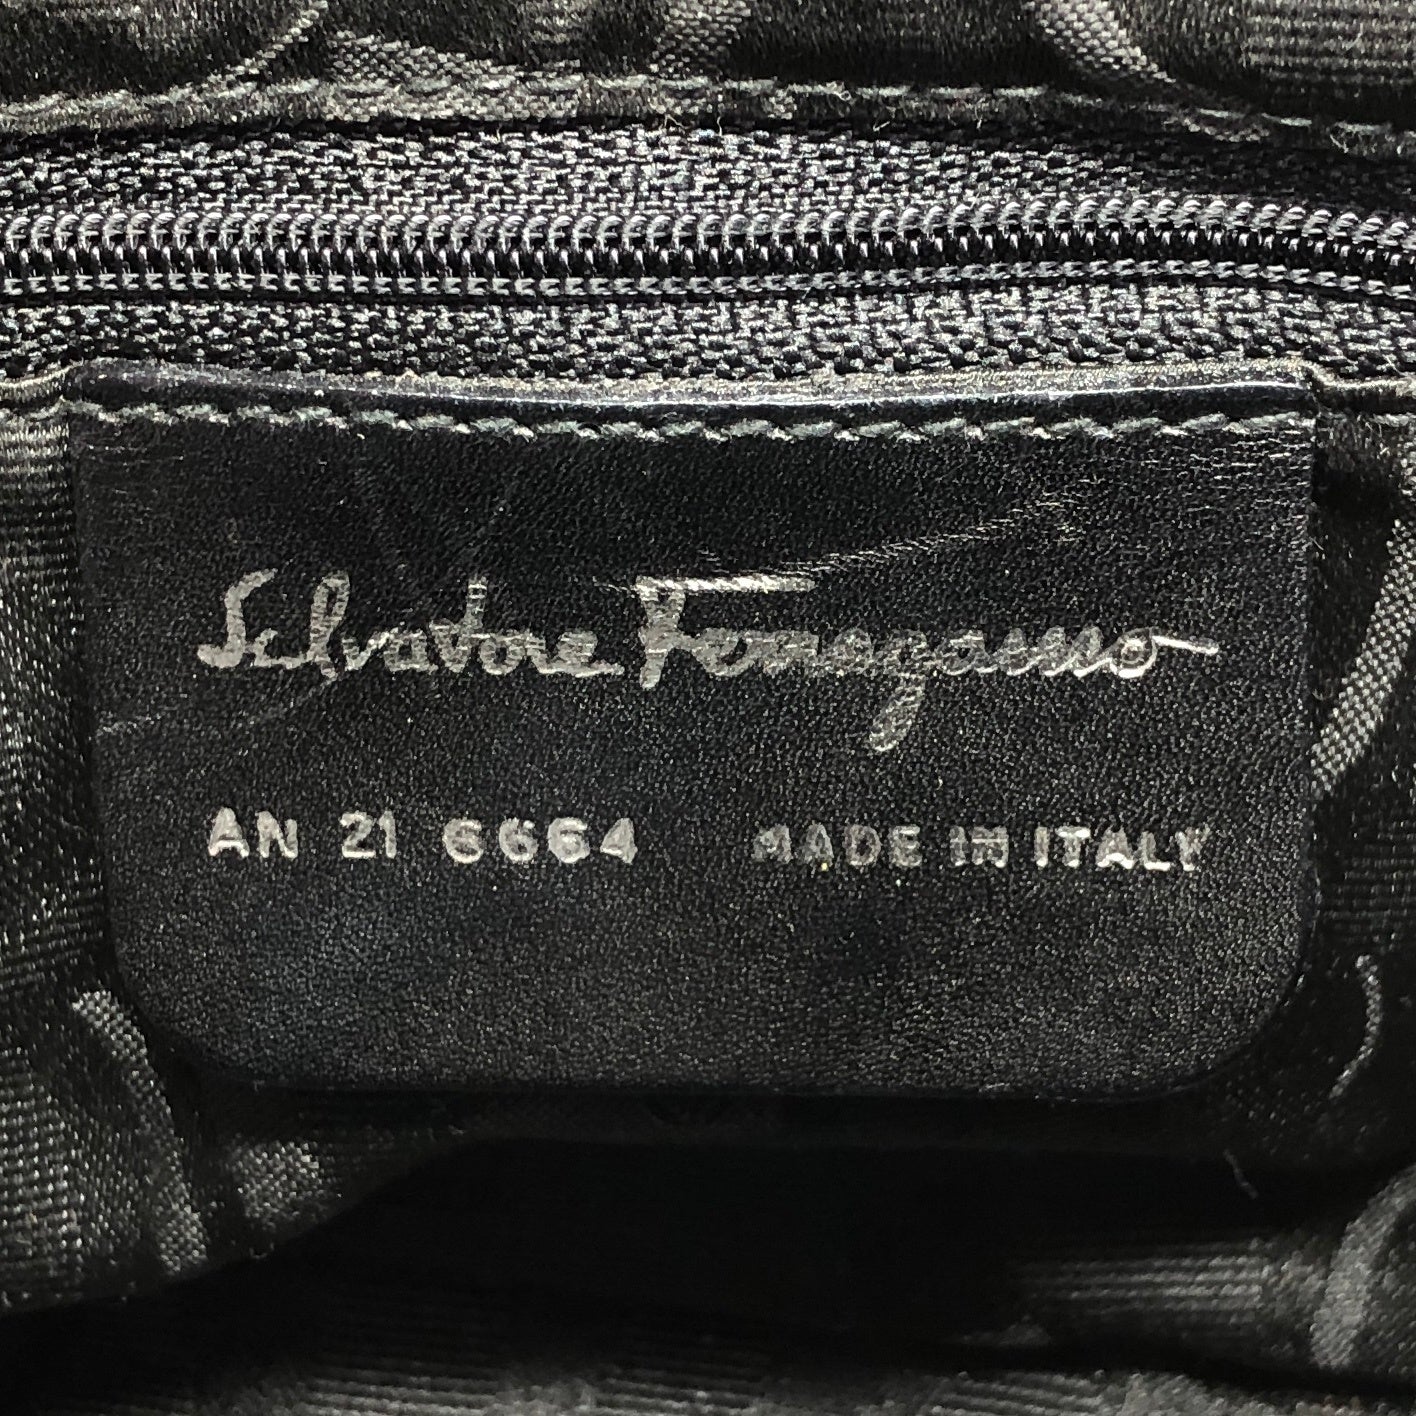 Salvatore Ferragamo
AN 21 6664 MADE IN ITALY